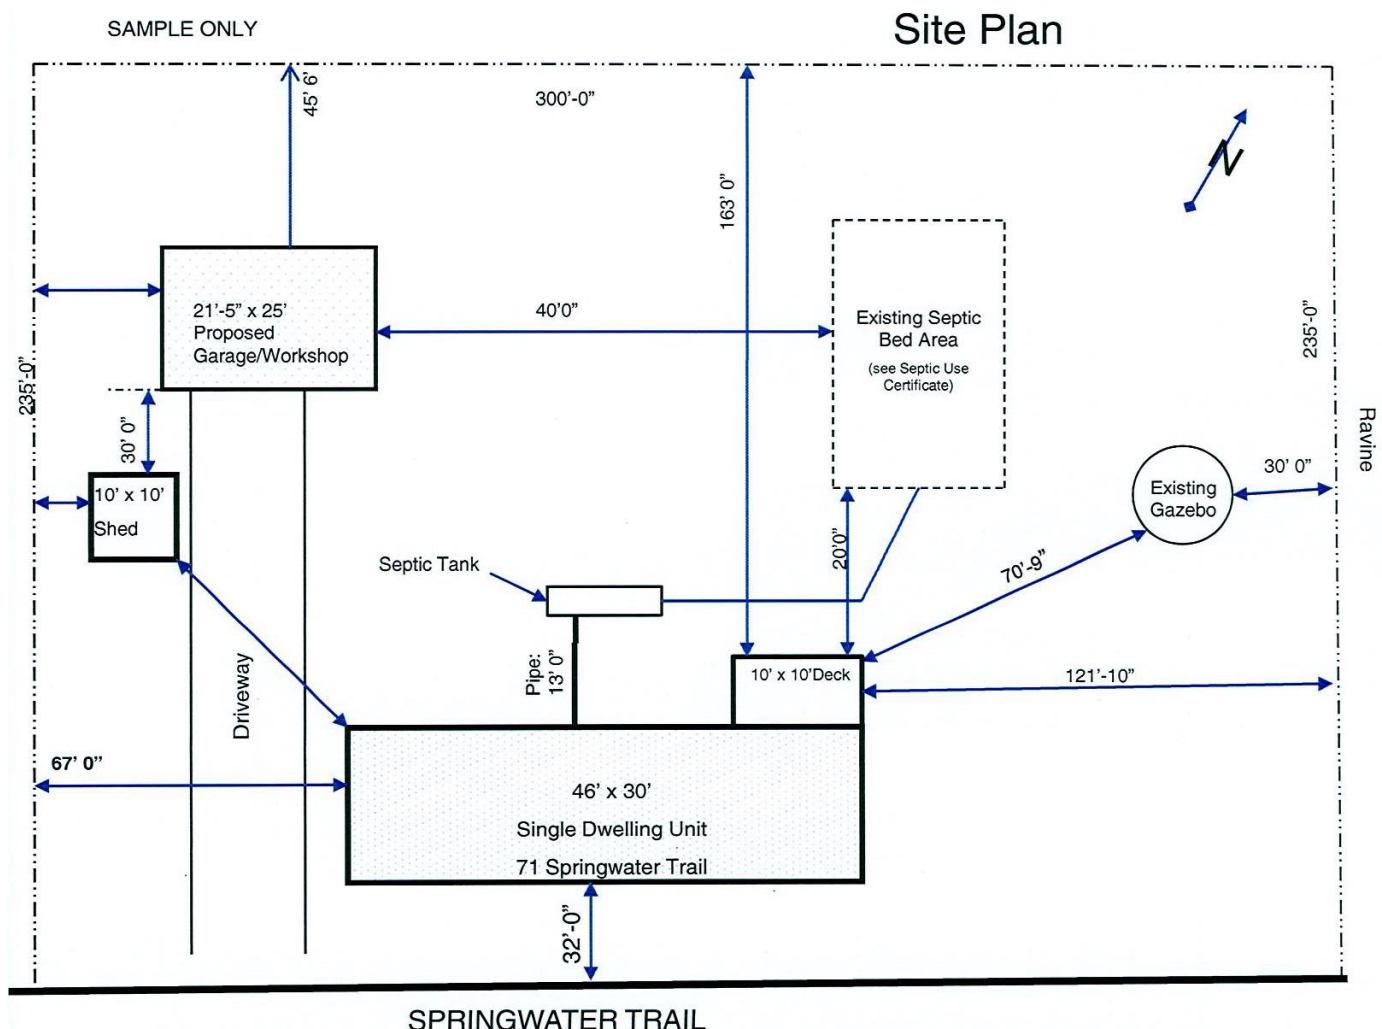 SAMPLE ONLY
Site Plan
45' 6'
300'-0"
N
163' 0"
21'-5" x 25'
Proposed
Garage/Workshop
40'0"
Existing Septic
Bed Area
(see Septic Use
Certificate)
235'-0"
235'-0"
Ravine
30' 0"
10' x 10'
Shed
Existing
Gazebo
30' 0"
Septic Tank
20'0"
70'-9"
Pipe:
13' 0"
10' x 10'Deck
121'-10"
Driveway
67' 0"
46' x 30'
Single Dwelling Unit
71 Springwater Trail
32'-0"
SPRINGWATER TRAIL